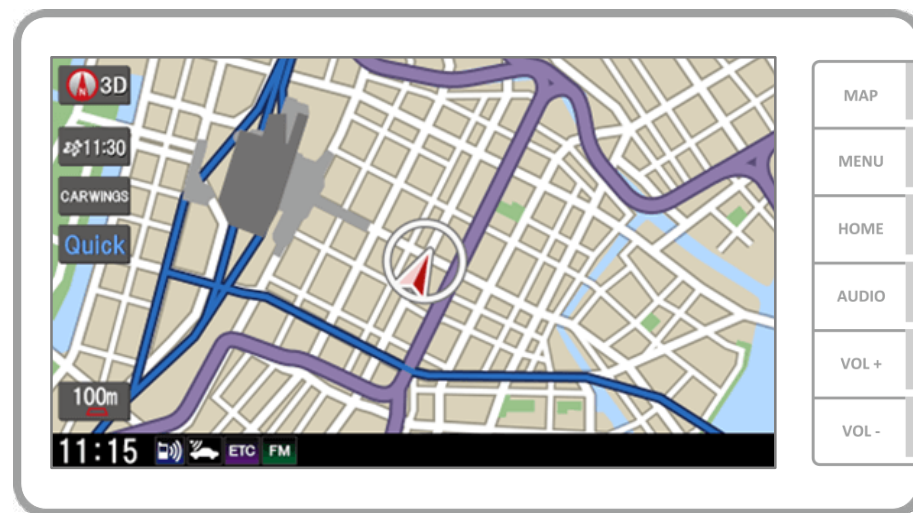 3D
11:30
CARWINGS
Quick
100m
11:15 ETC FM
MAP
MENU
HOME
AUDIO
VOL +
VOL -